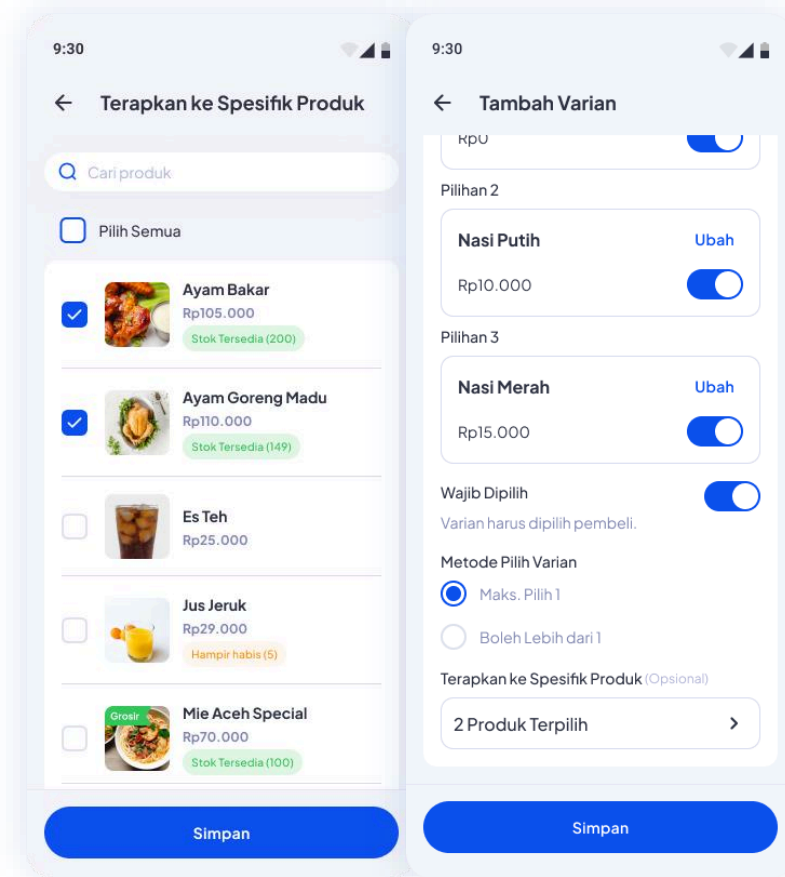 9:30
Terapkan ke Spesifik Produk
Cari produk
Pilih Semua
Ayam Bakar
Rp105.000
Stok Tersedia (200)
Ayam Goreng Madu
Rp110.000
Stok Tersedia (149)
Es Teh
Rp25.000
Jus Jeruk
Rp29.000
Hampir habis (5)
Grosir
Mie Aceh Special
Rp70.000
Stok Tersedia (100)
Simpan
9:30
Tambah Varian
Rp0
Pilihan 2
Nasi Putih
Ubah
Rp10.000
Pilihan 3
Nasi Merah
Ubah
Rp15.000
Wajib Dipilih
Varian harus dipilih pembeli.
Metode Pilih Varian
Maks. Pilih 1
Boleh Lebih dari 1
Terapkan ke Spesifik Produk (Opsional)
2 Produk Terpilih
Simpan